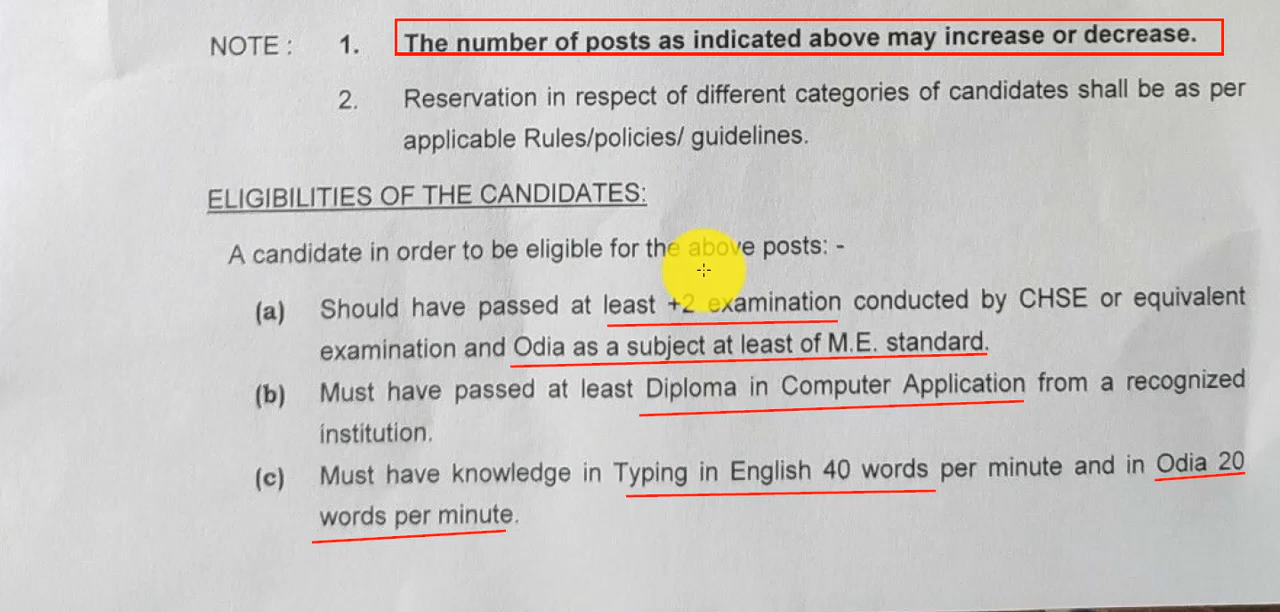 NOTE : 1. The number of posts as indicated above may increase or decrease.
2. Reservation in respect of different categories of candidates shall be as per
applicable Rules/policies/ guidelines.
ELIGIBILITIES OF THE CANDIDATES:
A candidate in order to be eligible for the above posts: -
(a) Should have passed at least +2 examination conducted by CHSE or equivalent
examination and Odia as a subject at least of M.E. standard.
(b) Must have passed at least Diploma in Computer Application from a recognized
institution.
(c) Must have knowledge in Typing in English 40 words per minute and in Odia 20
words per minute.